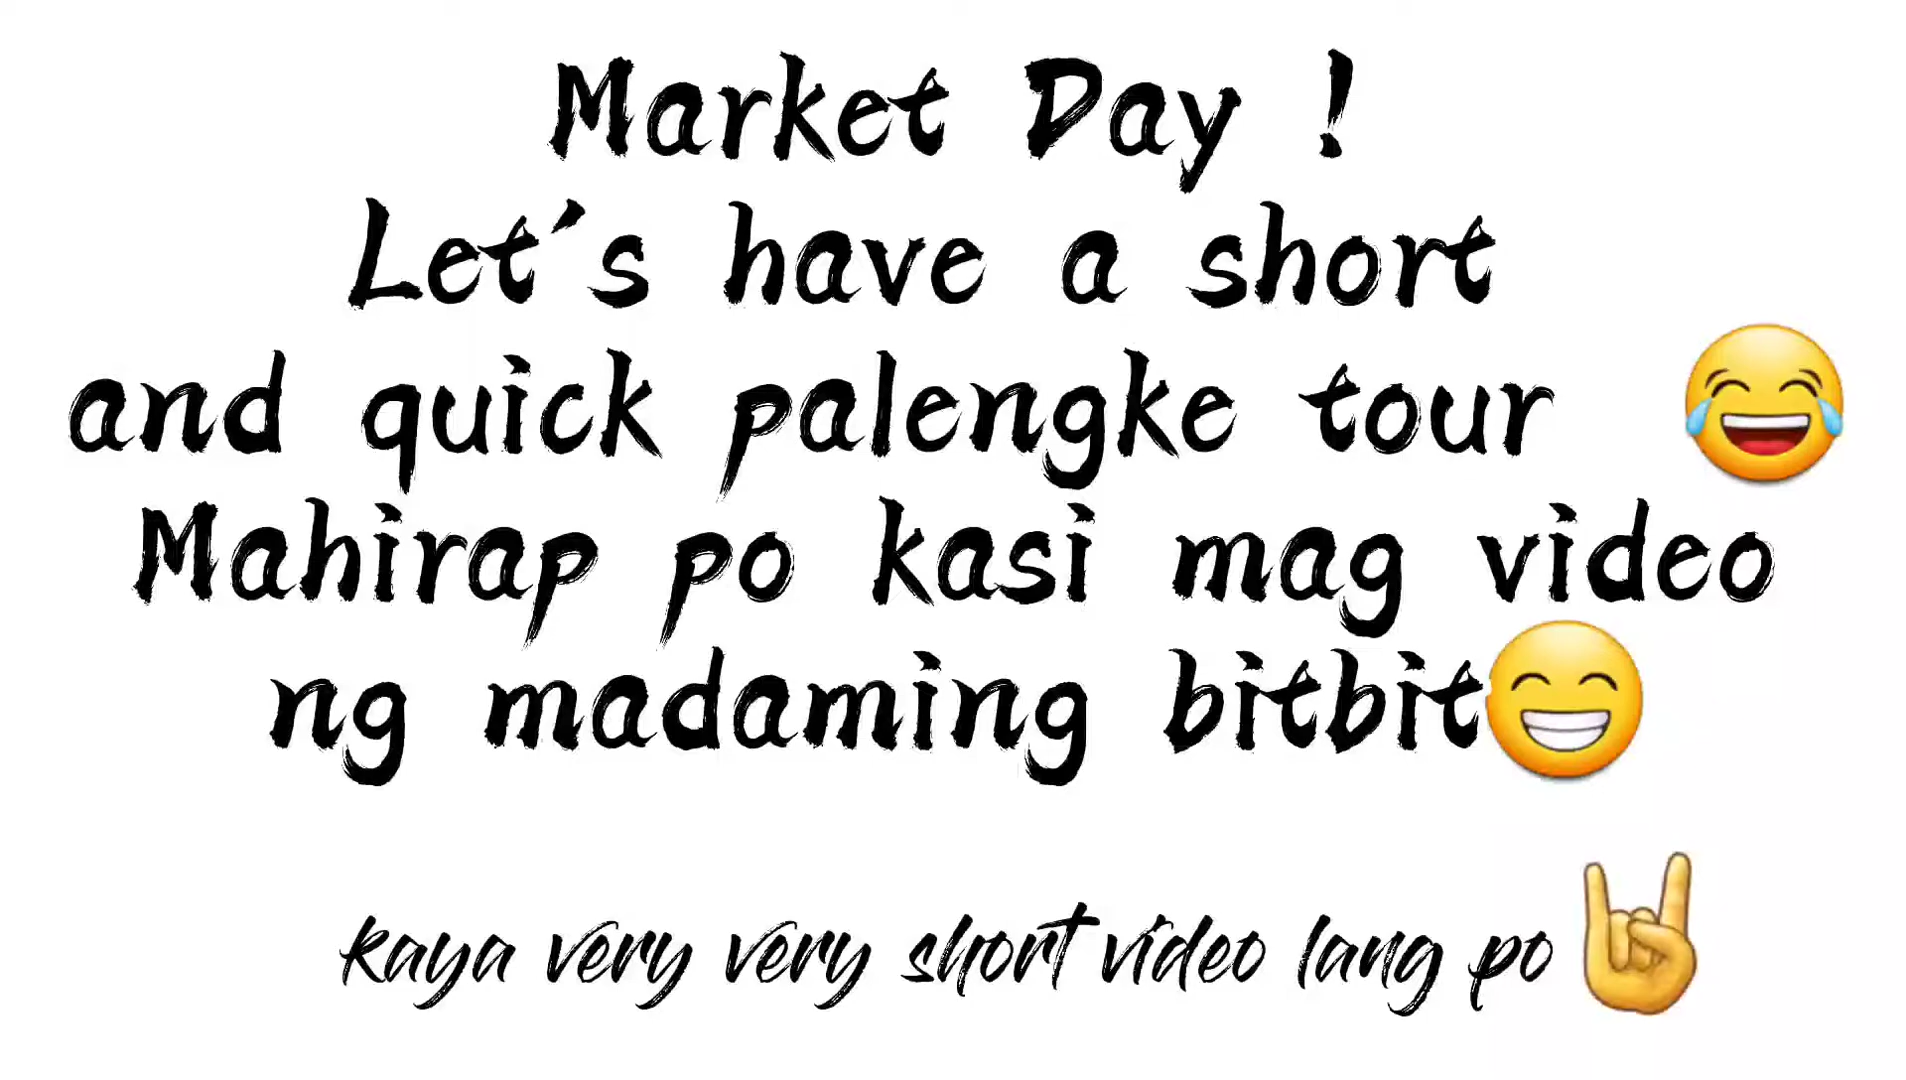 Market Day !
Let's have a short
and quick palengke tour 😂
Mahirap po kasi mag video
ng madaming bitbit😁
kaya very very short video lang po 🤘